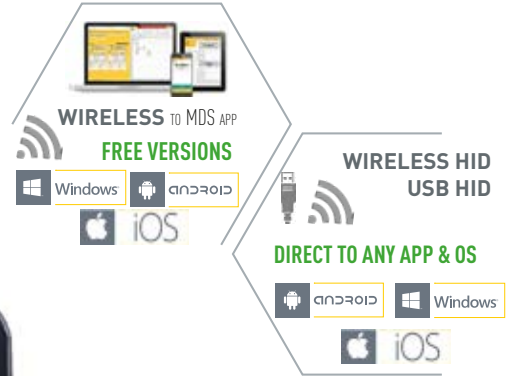 WIRELESS TO MDS APP
FREE VERSIONS
Windows android
iOS
WIRELESS HID
USB HID
DIRECT TO ANY APP & OS
android Windows
iOS